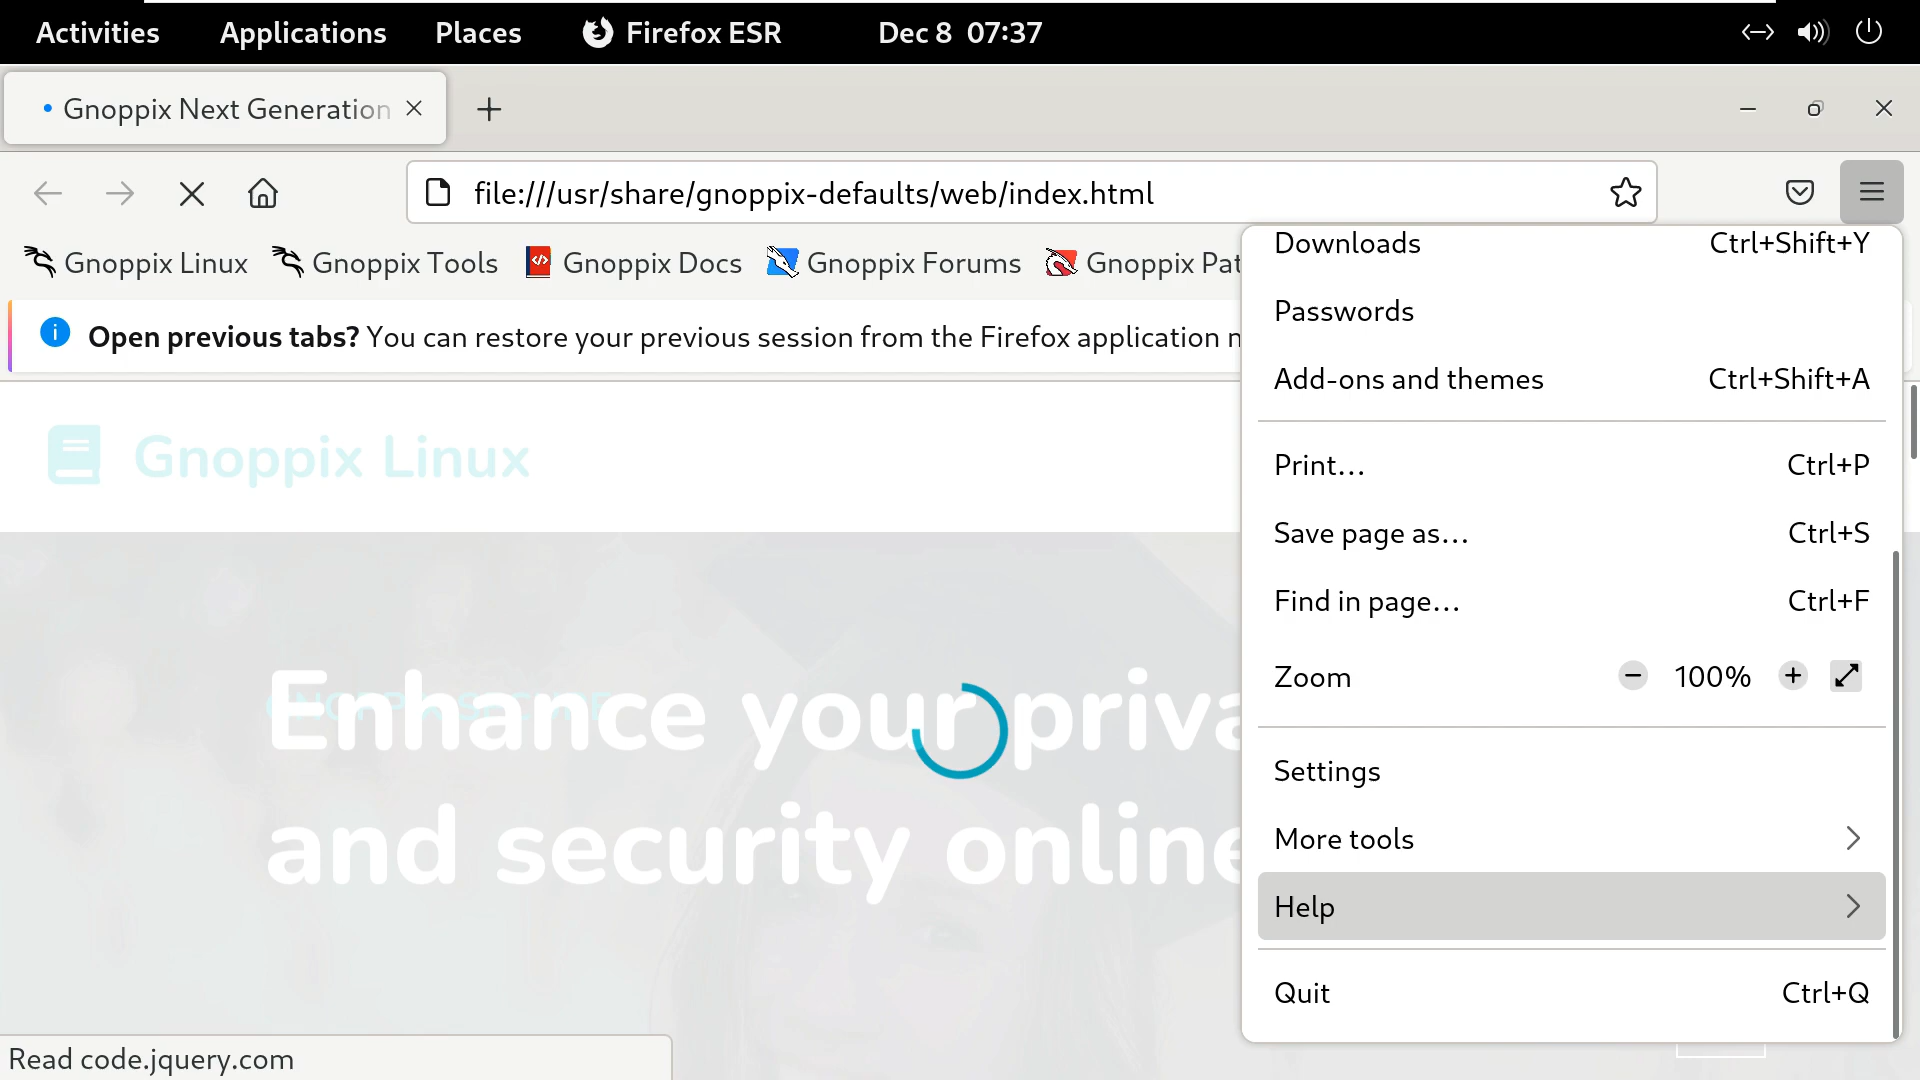 Activities Applications Places Firefox ESR Dec 8 07:37
Gnoppix Next Generation
file:///usr/share/gnoppix-defaults/web/index.html
Gnoppix Linux Gnoppix Tools Gnoppix Docs Gnoppix Forums Gnoppix Pat
Open previous tabs? You can restore your previous session from the Firefox application
Gnoppix Linux
Enhance your priva
and security online
Downloads Ctrl+Shift+Y
Passwords
Add-ons and themes Ctrl+Shift+A
Print... Ctrl+P
Save page as... Ctrl+S
Find in page... Ctrl+F
Zoom 100%
Settings
More tools
Help
Quit Ctrl+Q
Read code.jquery.com